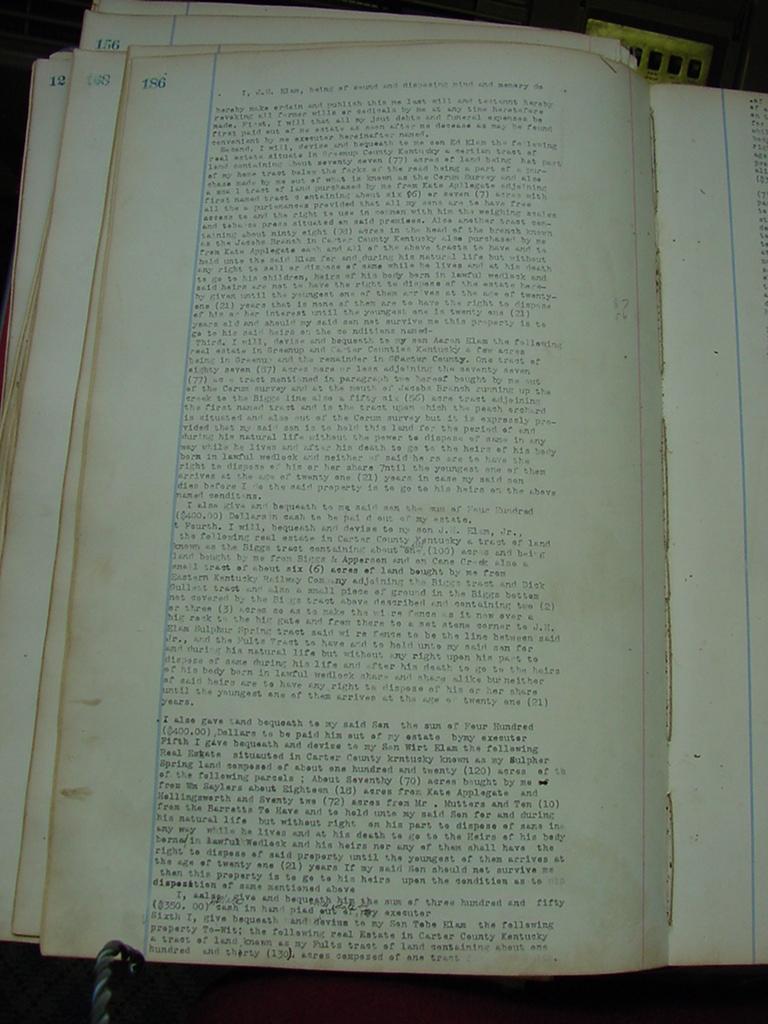 156
12
168
186
I, J.H. Elam, being of sound and disposing mind and memory do
hereby make ordain and publish this me last will and testamnt hereby
revoking all former wills or codicils by me at any time heretofore
made. First, I will that all my just debts and funeral expenses be
first paid out of me estate as soon after me decease as may be found
convenient by me executor hereinafter named.
Second. I will, devise and bequeath to me son Ed Elam the following
real estate situate in Greenup County Kentucky a certian tract of
land containing about seventy seven (77) acres of land being hat part
of my home tract below the forks of the road being a part of a pur-
chase made by me out of what is known as the Corum Survey and also
a small tract of land purchased by me from Kate Applegate adjoining
first named tract c ontaining about six (6) or seven (7) acres with
all the a purtenances provided that all my sons are to have free
access to and the right to use in common with him the weighing scales
and tobacco press situated on said premises. Also another tract con-
taining about ninty eight (98) acres in the head of the branch known
as the Jacobs Branch in Carter County Kentucky also purchased by me
from Kate Applegate each and all of the above tracts to have and to
hold unto the said Elam for and during his natural life but without
any right to sell or dispose of same while he lives and at his death
to go to his children, heirs of his body born in lawful wedlock and
said heirs are not to have the right to dispose of the estate here-
by given until the youngest one of them arrives at the age of twenty-
one (21) years that is none of them are to have the right to dispose
of his or her interest until the youngest one is twenty one (21)
years old and should my said son not survive me this property is to
go to his said heirs on the co nditions named-
Third. I will, devise and bequeath to my son Aaron Elam the following
real estate in Greenup and Carter Counties Kentucky a few acres
being in Greenup and the remainder in Carter County. One tract of
eighty seven (87) acres more or less adjoining the seventy seven
(77) acre tract mentioned in paragraph two hereof bought by me out
of the Corum survey and at the mouth of Jacobs Branch running up the
creek to the Biggs line also a fifty six (56) acre tract adjoining
the first named tract and is the tract upon which the peach orchard
is situated and also out of the Corum survey but it is expressly pro-
vided that my said son is to hold this land for the period of and
during his natural life without the power to dispose of same in any
way while he lives and after his death to go to the heirs of his body
born in lawful wedlock and neither of said he rs are to have the
right to dispose of his or her share until the youngest one of them
arrives at the age of twenty one (21) years in case my said son
dies before I do the said property is to go to his heirs on the above
named conditons.
I also give and bequeath to me said son the sum of Four Hundred
($400.00) Dollars in cash to be pai d out of my estate.
t Fourth. I will, bequeath and devise to my son J.H. Elam, Jr.,
the following real estate in Carter County Kentucky a tract of land
known as the Biggs tract containing about one (100) acres and being
land bought by me from Biggs & Apperson and on Cane Creek also a
small tract of about six (6) acres of land bought by me from
Eastern Kentucky Railway Company adjoining the Biggs tract and Dick
Gullett tract and also a small piece of ground in the Biggs bottom
not covered by the Biggs tract above described and containing two (2)
or three (3) acres so as to make the wi re fence as it now over a
big rock to the big gate and from there to a set stone corner to J.H.
Elam Sulphur Spring tract said wi re fence to be the line between said
Jr., and the Fults Tract to have and to hold unto my said son for
and during his natural life but without any right upon his part to
dispose of same during his life and after his death to go to the heirs
of his body born in lawful wedlock share and share alike but neither
of said heirs are to have any right to dispose of his or her share
until the youngest one of them arrives at the age of twenty one (21)
years.
I also gave tand bequeath to my said Son the sum of Four Hundred
($400.00),Dollars to be paid him out of my estate bymy executor
Fifth I gave bequeath and devise to my Son Wirt Elam the following
Real Estate situauted in Carter County krntucky known as my Sulpher
Spring land composed of about one hundred and twenty (120) acres of
of the following parcels ; About Seventhy (70) acres bought by me
from Wm Saylers about Eighteen (18) acres from Kate Applegate and
Hollingsworth and Sventy two (72) acres from Mr . Mutters and Ten (10)
from the Barretts To Have and to hold unto my said Son for and during
his natural life but without right on his part to dispose of same in
any way while he lives and at his death to go to the Heirs of his body
borne in lawful Wedlock and his heirs nor any of them shall have the
right to dispose of said property until the youngest of them arrives at
the age of twenty one (21) years If my said Son should not survive me
then this property is to go to his heirs upon the condition as to
disposition of same mentioned above
I, aalso give and bequeath him the sum of three hundred and fifty
($350. 00) cash in hand piad out of my executor
Sixth I, give bequeath and devise to my Son Tobe Elam the following
property To-Wit; the following real Estate in Carter County Kentucky
a tract of land known as my Fults tract of land containing about one
hundred and thirty (130). acres composed of one tract